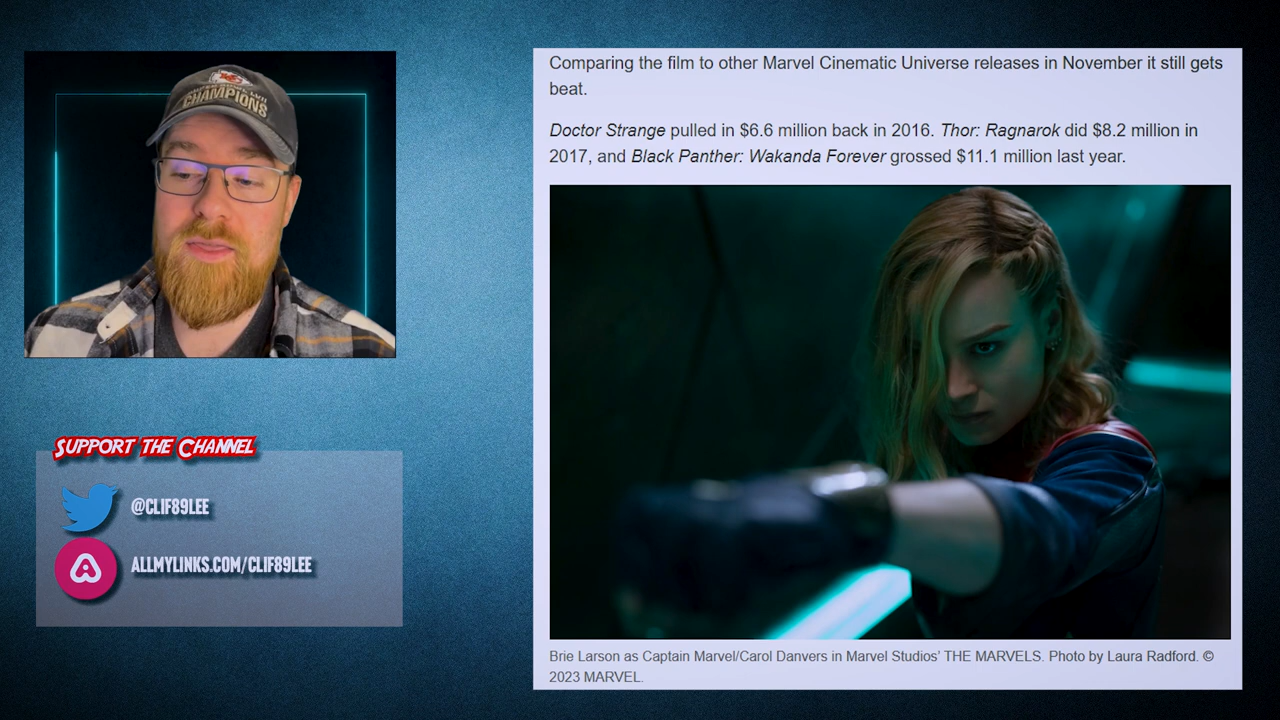 CHAMPIONS
Comparing the film to other Marvel Cinematic Universe releases in November it still gets
beat.
Doctor Strange pulled in $6.6 million back in 2016. Thor: Ragnarok did $8.2 million in
2017, and Black Panther: Wakanda Forever grossed $11.1 million last year.
Brie Larson as Captain Marvel/Carol Danvers in Marvel Studios' THE MARVELS. Photo by Laura Radford. ©
2023 MARVEL.
SUPPORT THE CHANNEL
@CLIF89LEE
ALLMYLINKS.COM/CLIF89LEE